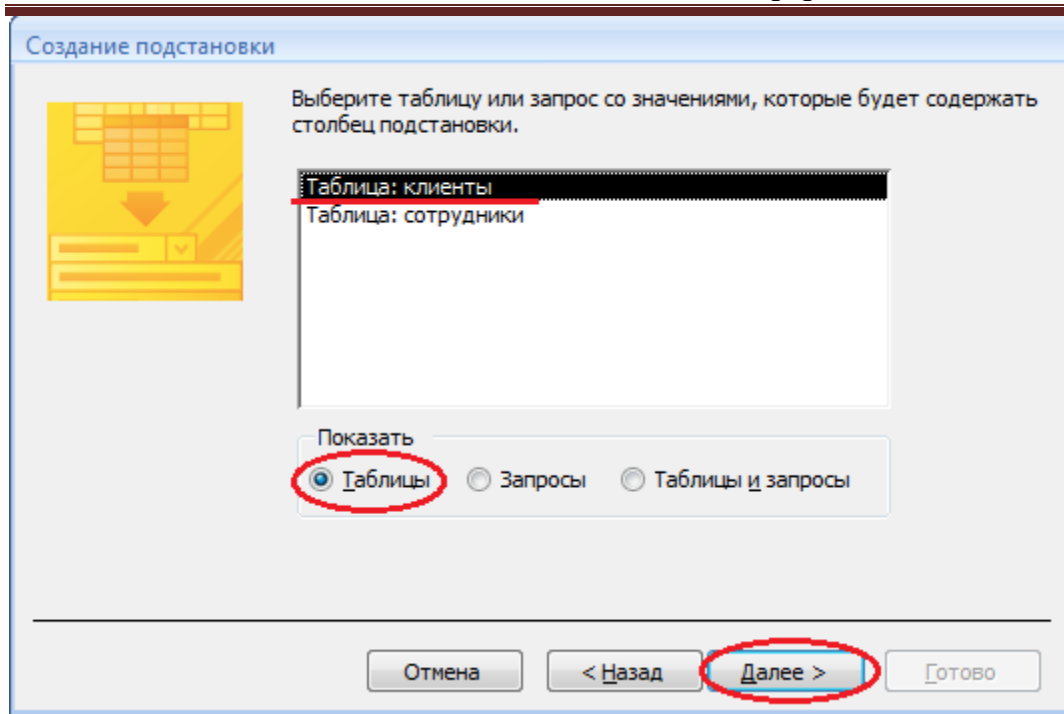 Создание подстановки
Выберите таблицу или запрос со значениями, которые будет содержать
столбец подстановки.
Таблица: клиенты
Таблица: сотрудники
Показать
Таблицы Запросы Таблицы и запросы
Отмена < Назад Далее > Готово